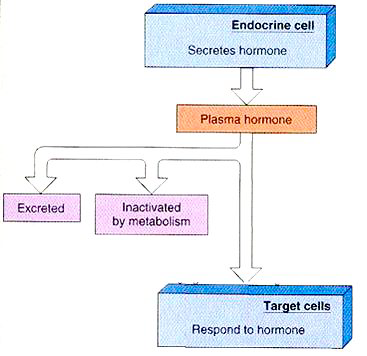 Endocrine cell
Secretes hormone
Plasma hormone
Excreted
Inactivated
by metabolism
Target cells
Respond to hormone